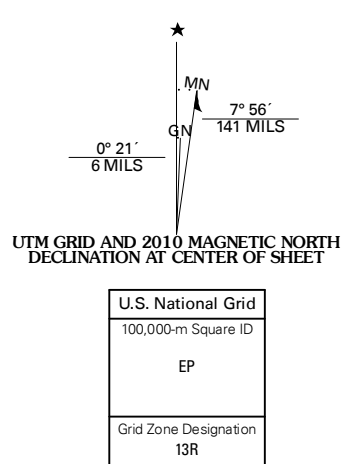 MN
7° 56´
141 MILS
GN
0° 21´
6 MILS
UTM GRID AND 2010 MAGNETIC NORTH
DECLINATION AT CENTER OF SHEET
U.S. National Grid
100,000-m Square ID
EP
Grid Zone Designation
13R